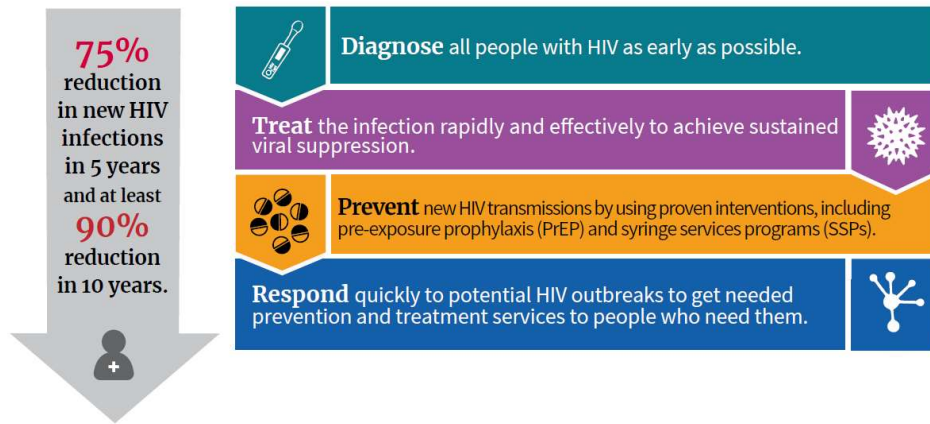 75%
reduction
in new HIV
infections
in 5 years
and at least
90%
reduction
in 10 years.
Diagnose all people with HIV as early as possible.
Treat the infection rapidly and effectively to achieve sustained
viral suppression.
Prevent new HIV transmissions by using proven interventions, including
pre-exposure prophylaxis (PrEP) and syringe services programs (SSPs).
Respond quickly to potential HIV outbreaks to get needed
prevention and treatment services to people who need them.